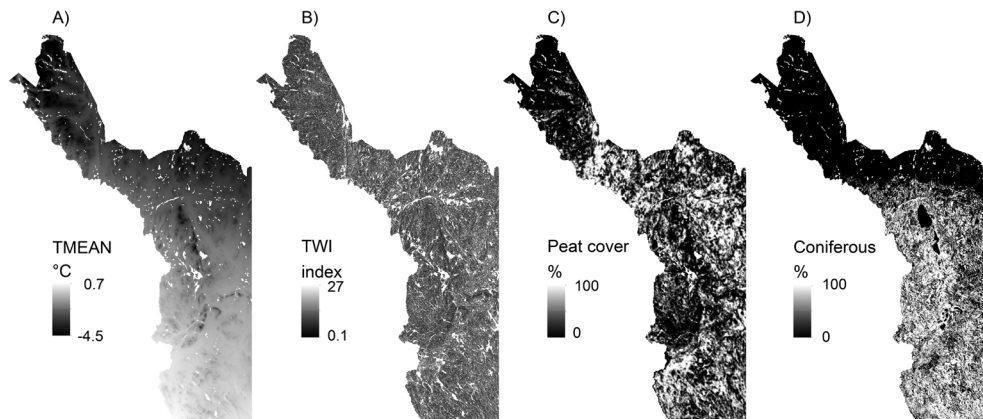 A)
B)
C)
D)
TMEAN
°C
0.7
-4.5
TWI
index
27
0.1
Peat cover
%
100
0
Coniferous
%
100
0